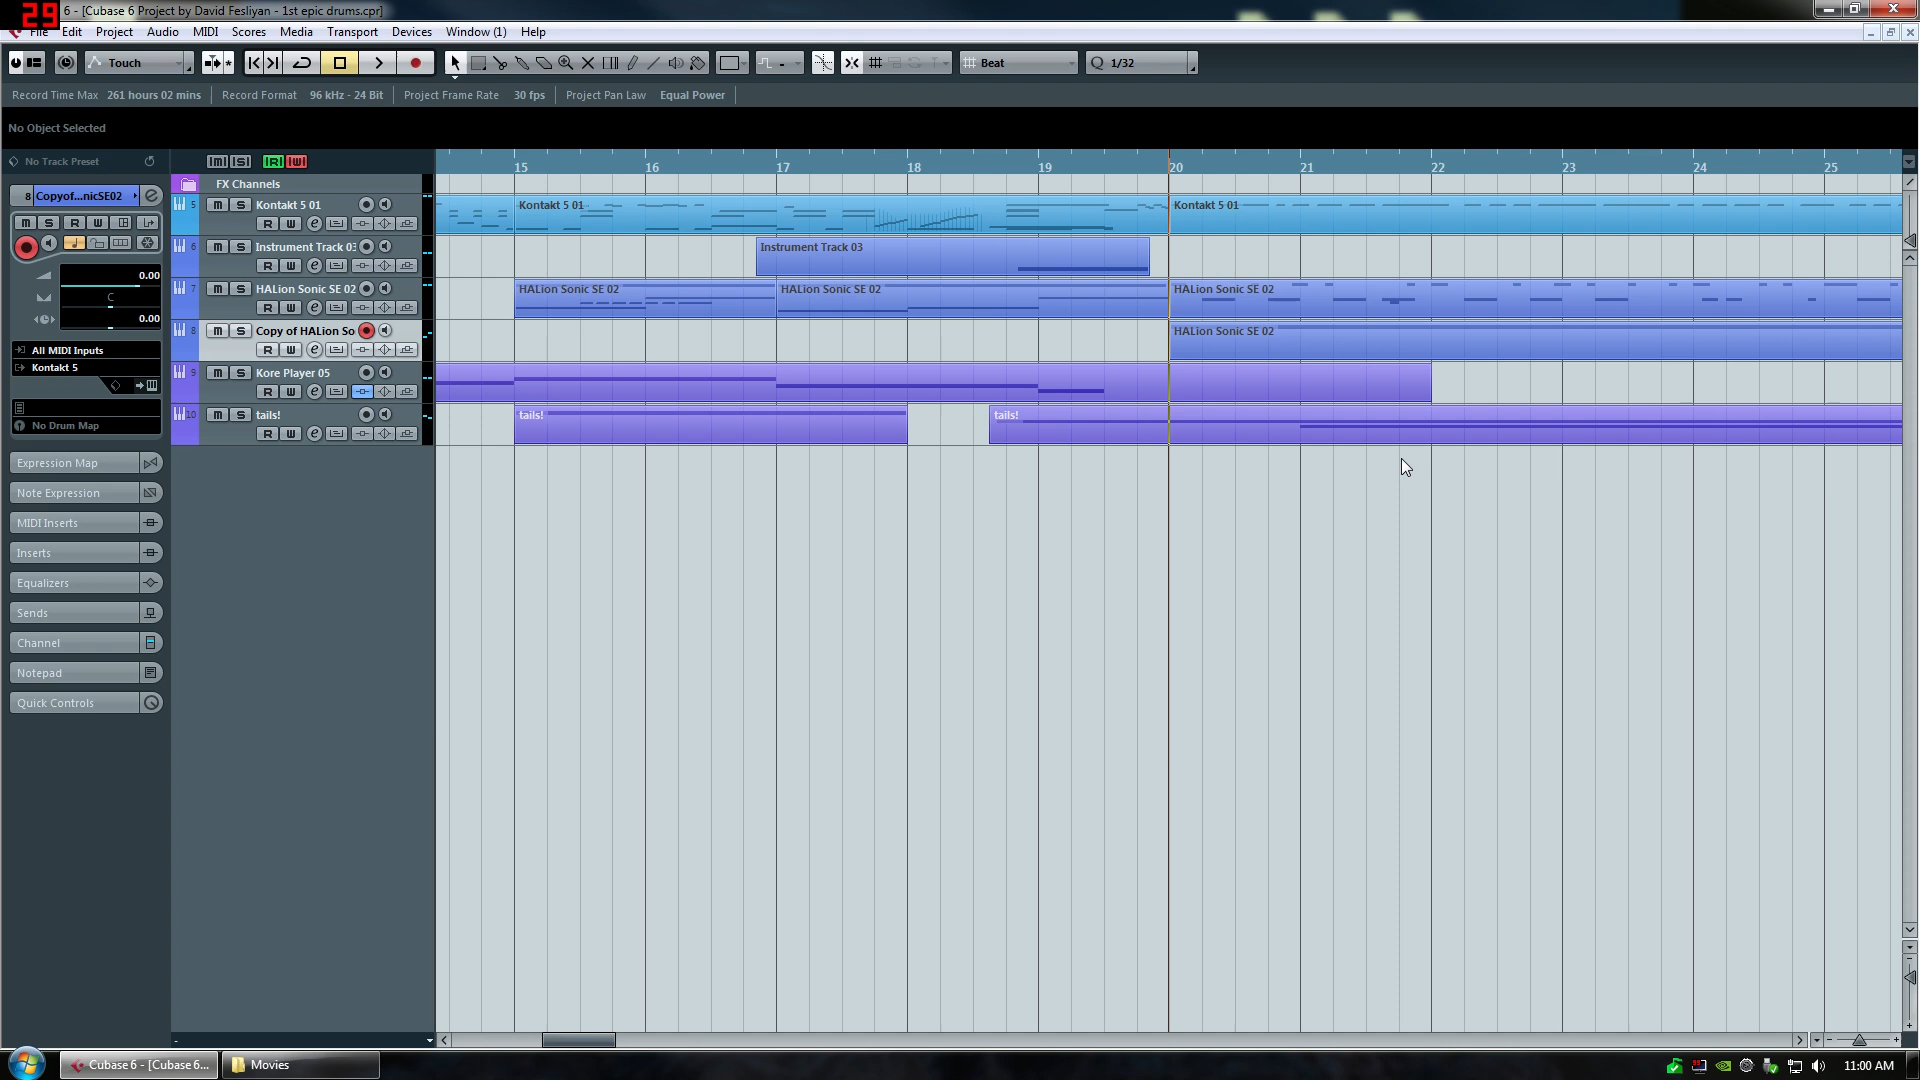 29
6 - [Cubase 6 Project by David Fesliyan - 1st epic drums.cpr]
File Edit Project Audio MIDI Scores Media Transport Devices Window (1) Help
Touch
Beat
Q 1/32
Record Time Max 261 hours 02 mins Record Format 96 kHz - 24 Bit Project Frame Rate 30 fps Project Pan Law Equal Power
No Object Selected
No Track Preset
M S R W
15 16 17 18 19 20 21 22 23 24 25
FX Channels
8 Copyof...nicSE02
M S R W
0.00
C
0.00
All MIDI Inputs
Kontakt 5
No Drum Map
Expression Map
Note Expression
MIDI Inserts
Inserts
Equalizers
Sends
Channel
Notepad
Quick Controls
5 M S Kontakt 5 01
R W e
Kontakt 5 01
Kontakt 5 01
6 M S Instrument Track 03
R W e
Instrument Track 03
7 M S HALion Sonic SE 02
R W e
HALion Sonic SE 02
HALion Sonic SE 02
HALion Sonic SE 02
8 M S Copy of HALion So
R W e
HALion Sonic SE 02
9 M S Kore Player 05
R W e
10 M S tails!
R W e
tails!
tails!
Cubase 6 - [Cubase 6...
Movies
11:00 AM